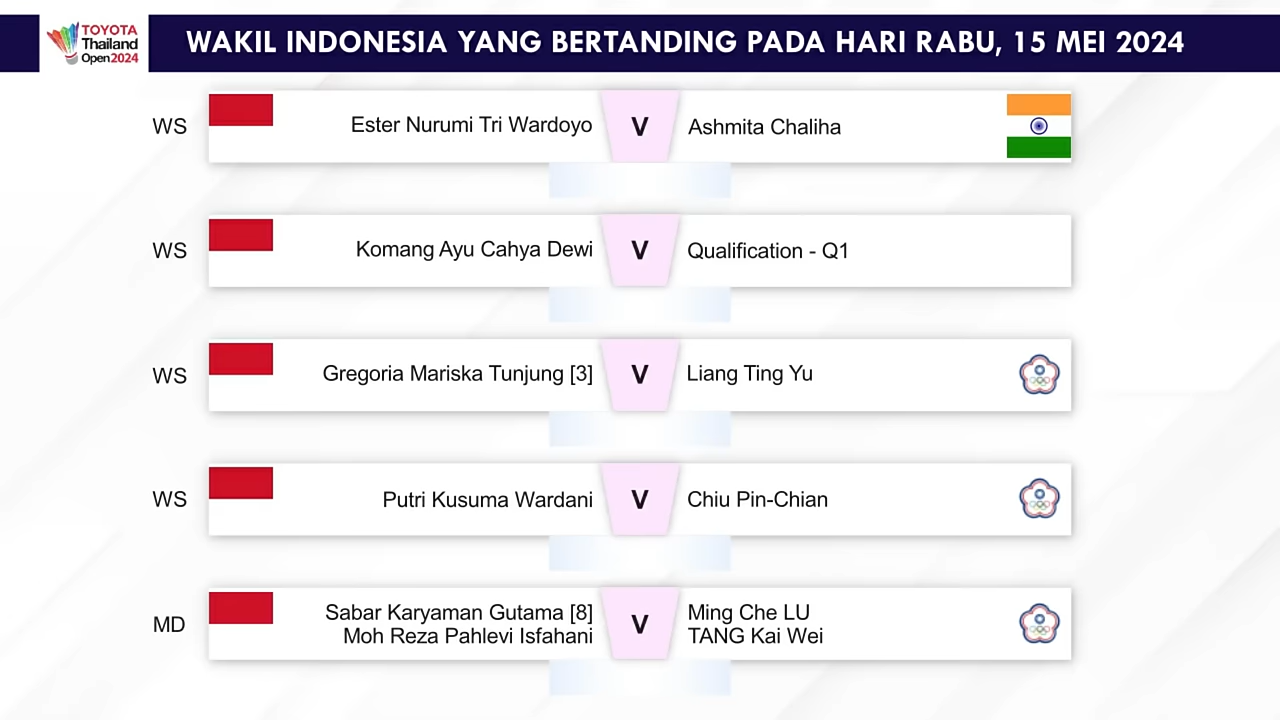 TOYOTA
Thailand
Open2024
WAKIL INDONESIA YANG BERTANDING PADA HARI RABU, 15 MEI 2024
WS Ester Nurumi Tri Wardoyo V Ashmita Chaliha
WS Komang Ayu Cahya Dewi V Qualification - Q1
WS Gregoria Mariska Tunjung [3] V Liang Ting Yu
WS Putri Kusuma Wardani V Chiu Pin-Chian
MD Sabar Karyaman Gutama [8] V Ming Che LU
Moh Reza Pahlevi Isfahani TANG Kai Wei